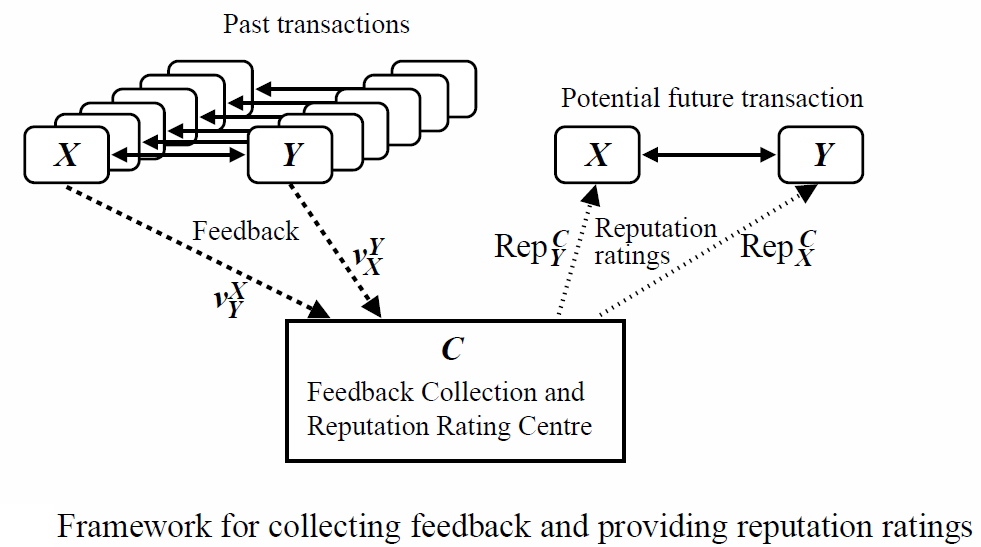 Past transactions
Potential future transaction
X
Y
X
Y
Feedback
v_Y^X
v_X^Y
Rep_Y^C
Reputation
ratings
Rep_X^C
C
Feedback Collection and
Reputation Rating Centre
Framework for collecting feedback and providing reputation ratings